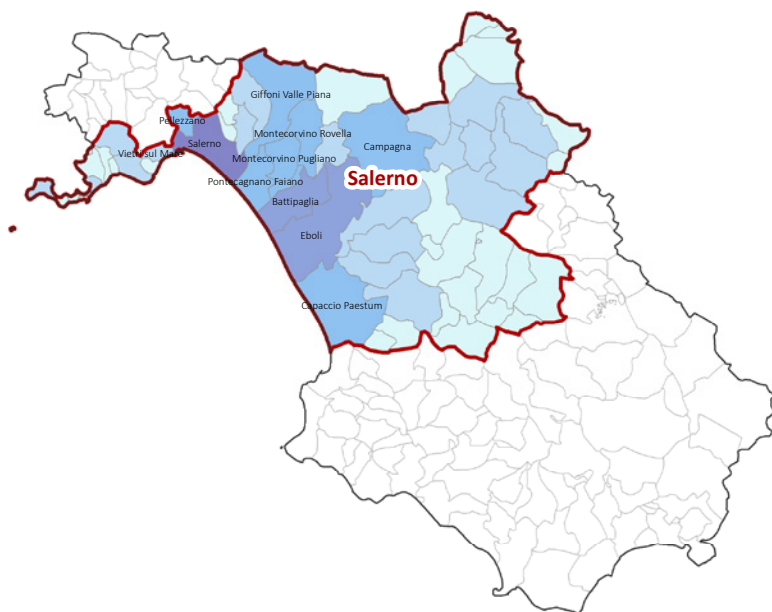 Giffoni Valle Piana
Pellezzano
Montecorvino Rovella
Salerno
Campagna
Vietri sul Mare
Montecorvino Pugliano
Salerno
Pontecagnano Faiano
Battipaglia
Eboli
Capaccio Paestum